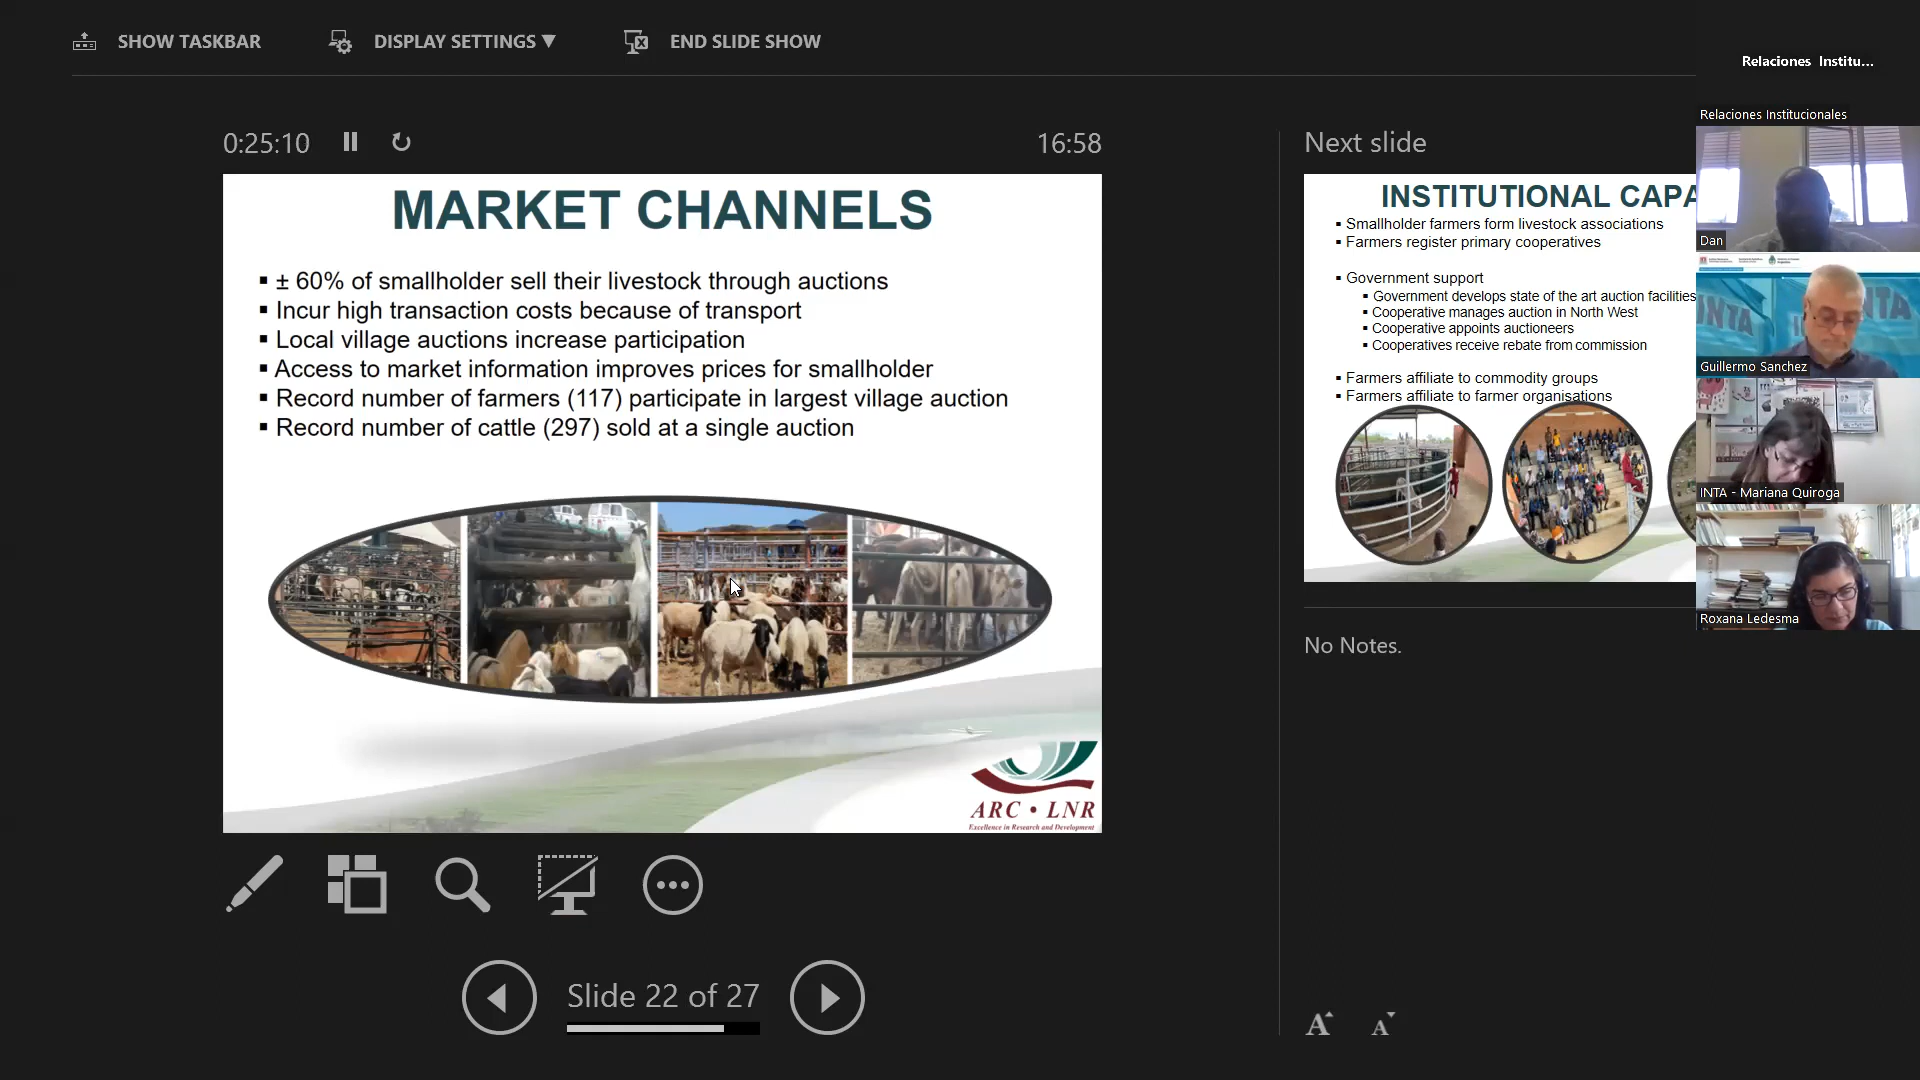 SHOW TASKBAR
DISPLAY SETTINGS ▼
END SLIDE SHOW
Relaciones Institu...
Relaciones Institucionales
0:25:10
16:58
Next slide
MARKET CHANNELS
▪ ± 60% of smallholder sell their livestock through auctions
▪ Incur high transaction costs because of transport
▪ Local village auctions increase participation
▪ Access to market information improves prices for smallholder
▪ Record number of farmers (117) participate in largest village auction
▪ Record number of cattle (297) sold at a single auction
ARC • LNR
Excellence in Research and Development
INSTITUTIONAL CAPA
▪ Smallholder farmers form livestock associations
▪ Farmers register primary cooperatives
▪ Government support
▪ Government develops state of the art auction facilities
▪ Cooperative manages auction in North West
▪ Cooperative appoints auctioneers
▪ Cooperatives receive rebate from commission
▪ Farmers affiliate to commodity groups
▪ Farmers affiliate to farmer organisations
Dan
INTA
INTA
Guillermo Sanchez
INTA - Mariana Quiroga
Roxana Ledesma
No Notes.
Slide 22 of 27
A
A